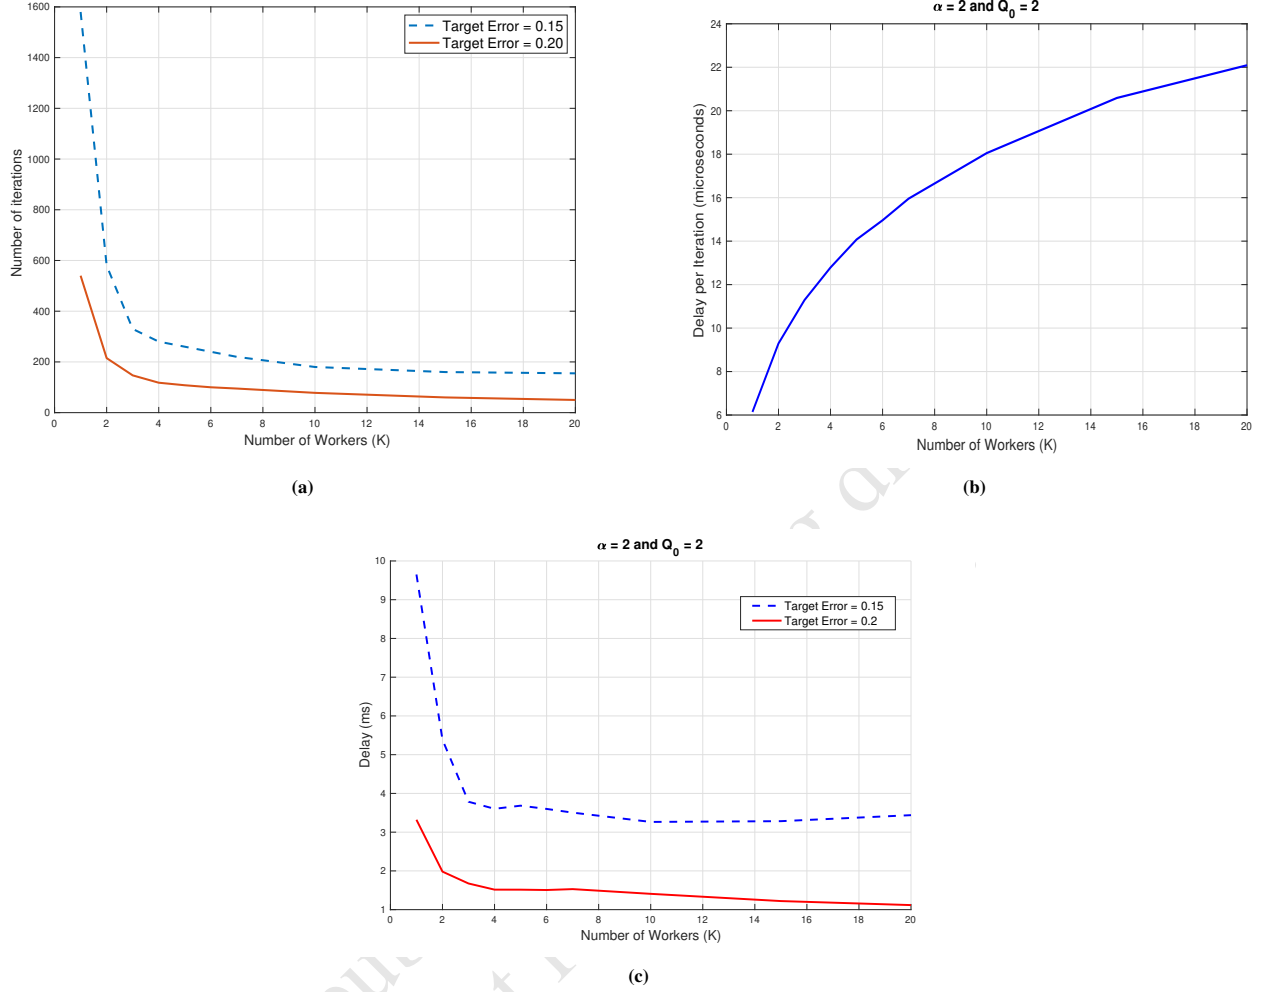 1600
1400
1200
1000
800
600
400
200
0
Number of iterations
Target Error = 0.15
Target Error = 0.20
0 2 4 6 8 10 12 14 16 18 20
Number of Workers (K)
(a)
α = 2 and Q0 = 2
24
22
20
18
16
14
12
10
8
6
Delay per Iteration (microseconds)
0 2 4 6 8 10 12 14 16 18 20
Number of Workers (K)
(b)
α = 2 and Q0 = 2
10
9
8
7
6
5
4
3
2
1
Delay (ms)
Target Error = 0.15
Target Error = 0.2
0 2 4 6 8 10 12 14 16 18 20
Number of Workers (K)
(c)